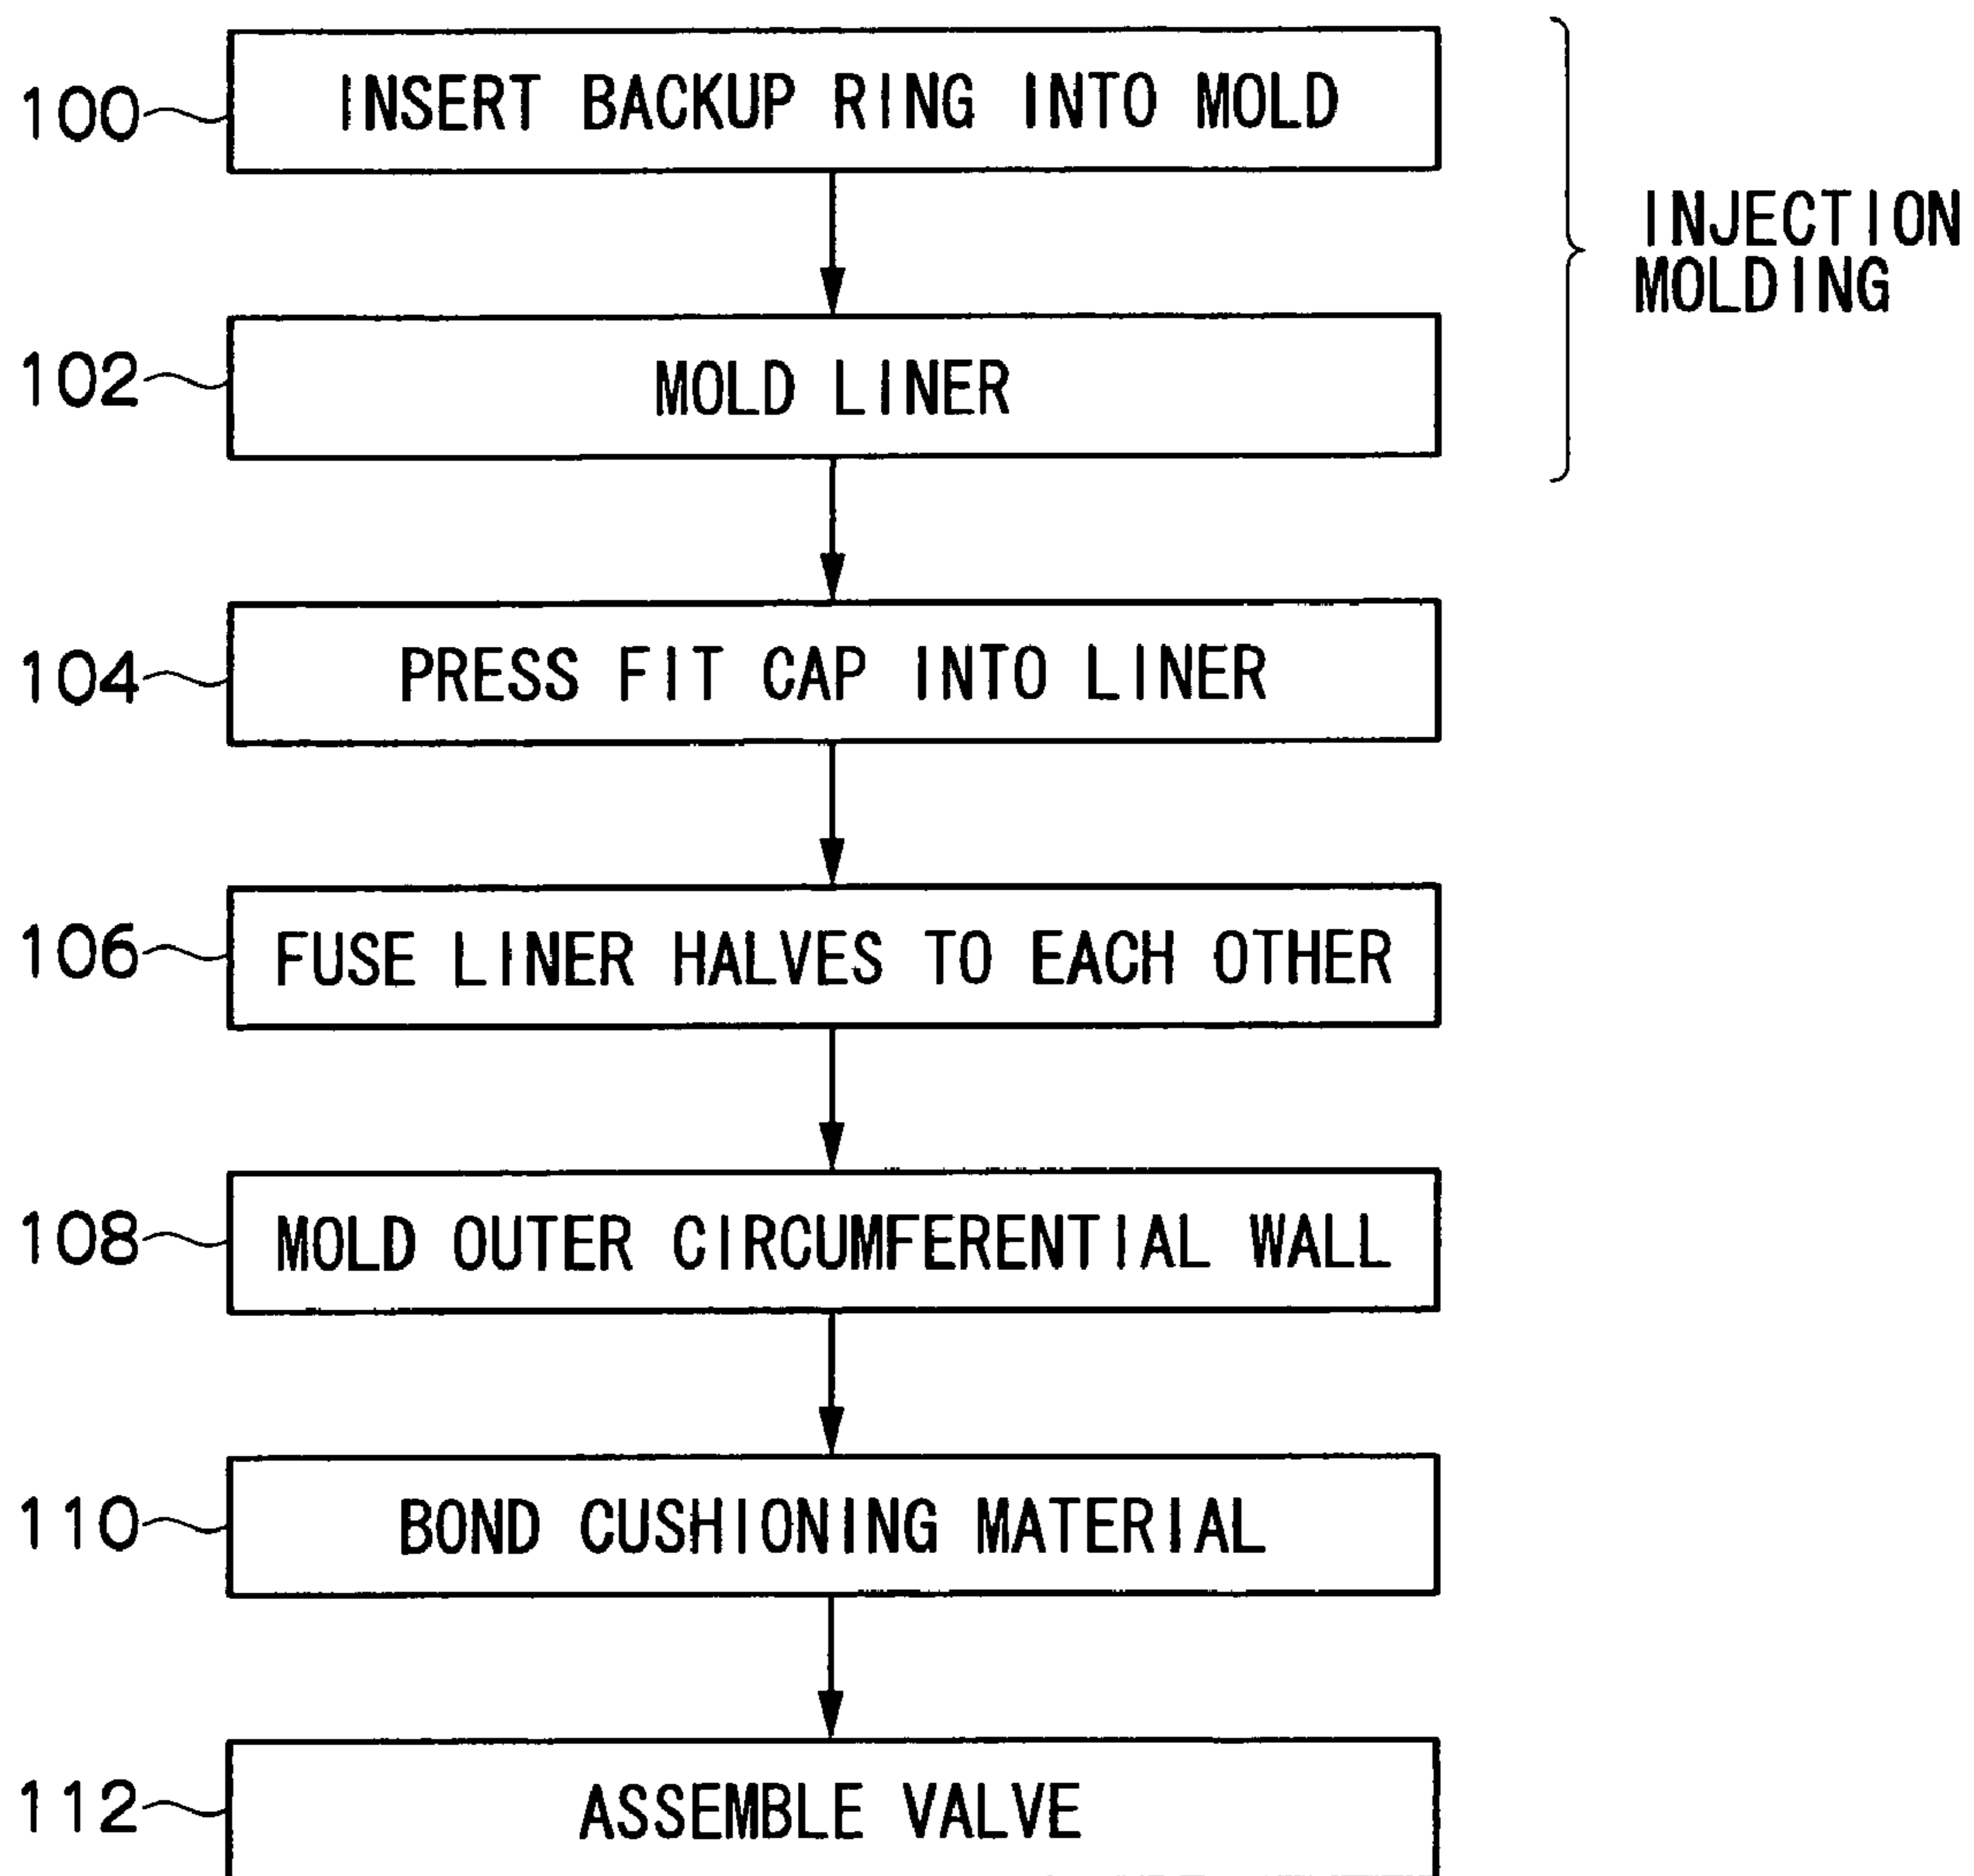 100
INSERT BACKUP RING INTO MOLD
INJECTION
MOLDING
102
MOLD LINER
104
PRESS FIT CAP INTO LINER
106
FUSE LINER HALVES TO EACH OTHER
108
MOLD OUTER CIRCUMFERENTIAL WALL
110
BOND CUSHIONING MATERIAL
112
ASSEMBLE VALVE